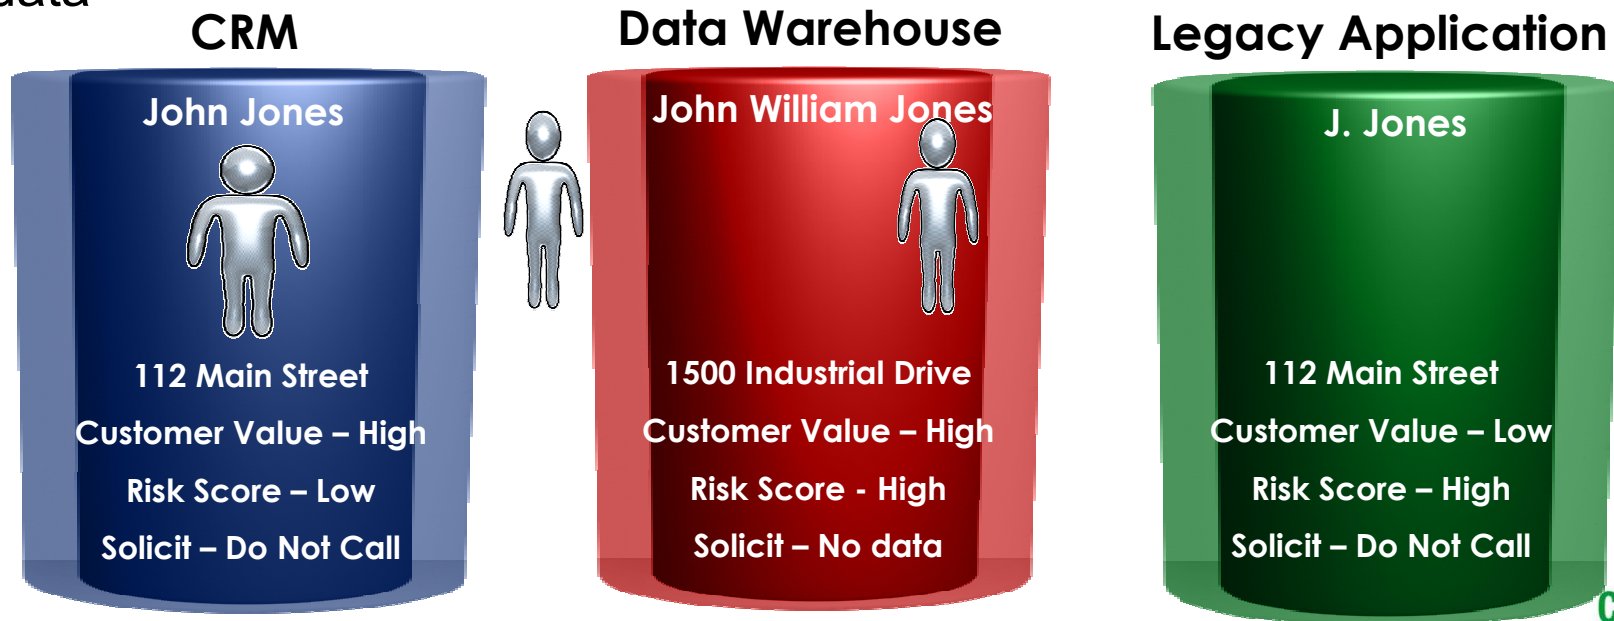 data
CRM
John Jones
112 Main Street
Customer Value – High
Risk Score – Low
Solicit – Do Not Call
Data Warehouse
John William Jones
1500 Industrial Drive
Customer Value – High
Risk Score - High
Solicit – No data
Legacy Application
J. Jones
112 Main Street
Customer Value – Low
Risk Score – High
Solicit – Do Not Call